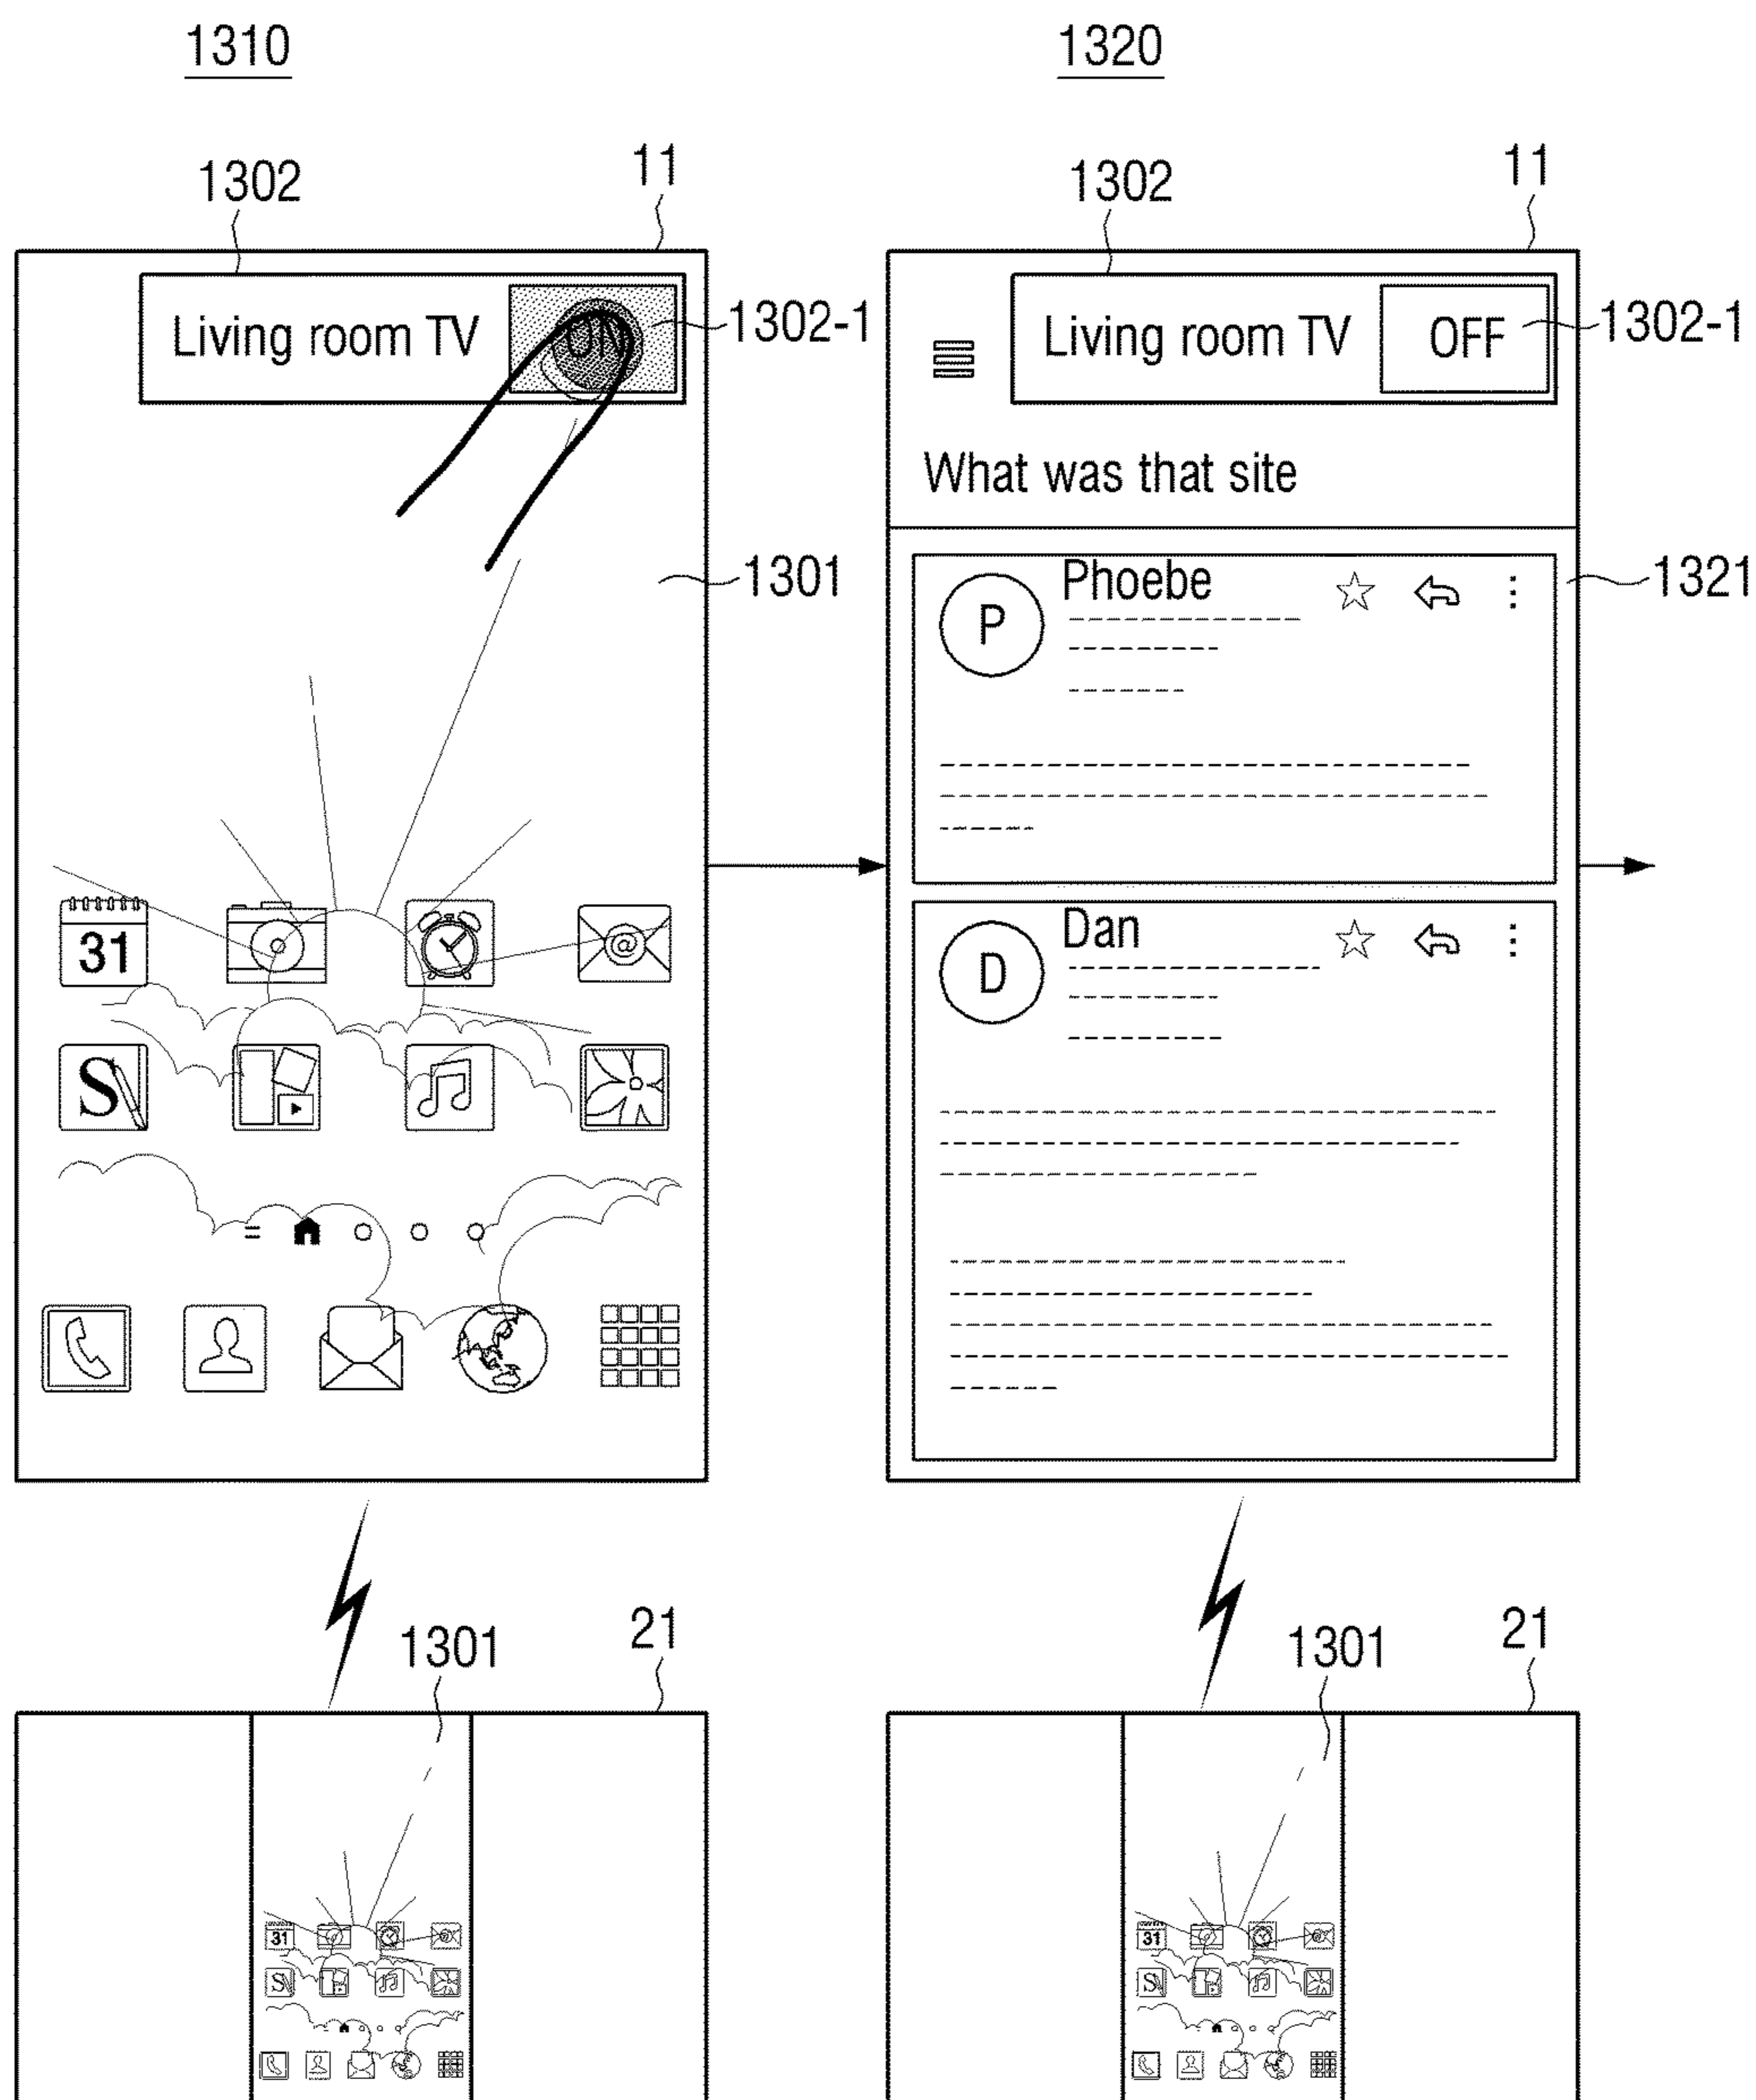 1310
1320
1302
11
1302
11
Living room TV
ON
1302-1
Living room TV
OFF
1302-1
What was that site
1301
P
Phoebe
1321
31
@
D
Dan
S
1301
21
1301
21
31
@
31
@
S
S